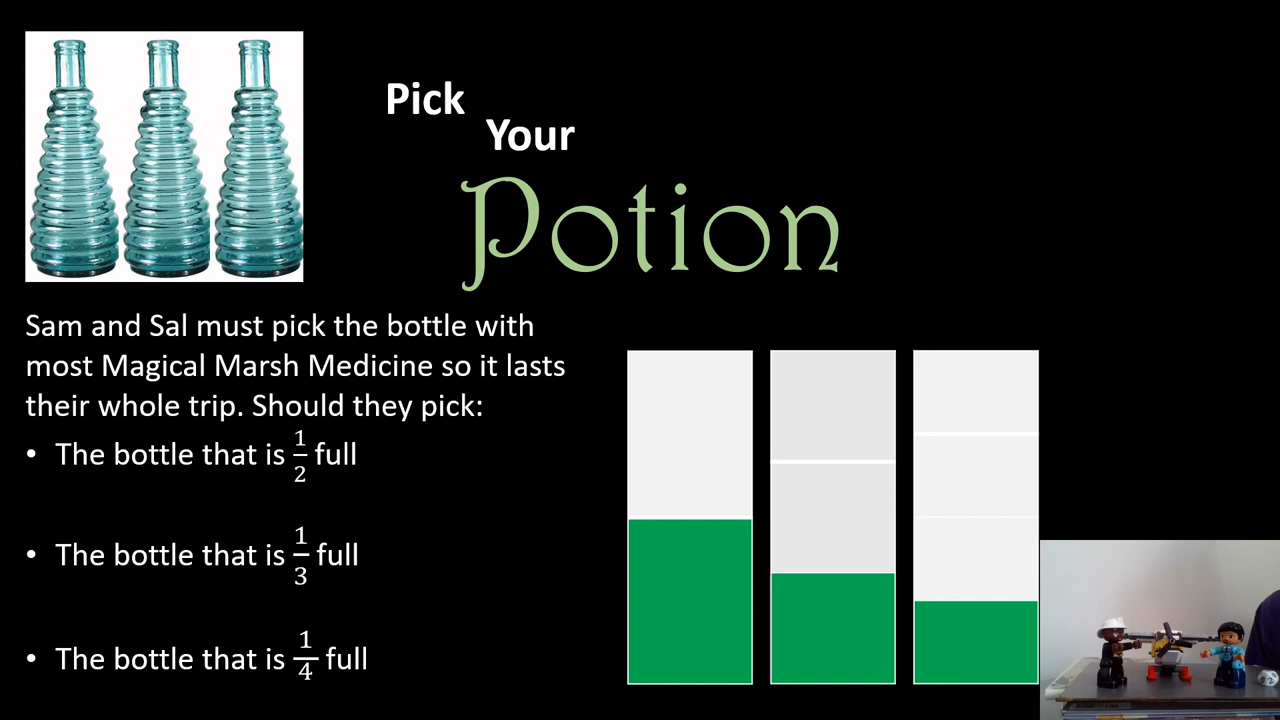 Pick
Your
Potion
Sam and Sal must pick the bottle with
most Magical Marsh Medicine so it lasts
their whole trip. Should they pick:
• The bottle that is 1/2 full
• The bottle that is 1/3 full
• The bottle that is 1/4 full